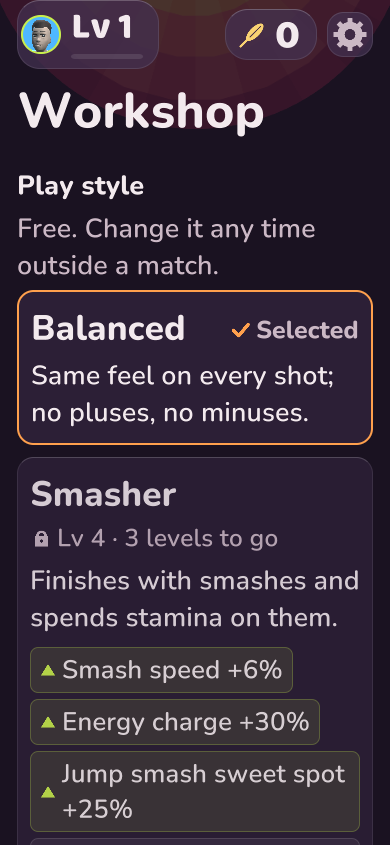 Lv 1
0
Workshop
Play style
Free. Change it any time
outside a match.
Balanced
Selected
Same feel on every shot;
no pluses, no minuses.
Smasher
Lv 4 · 3 levels to go
Finishes with smashes and
spends stamina on them.
Smash speed +6%
Energy charge +30%
Jump smash sweet spot
+25%